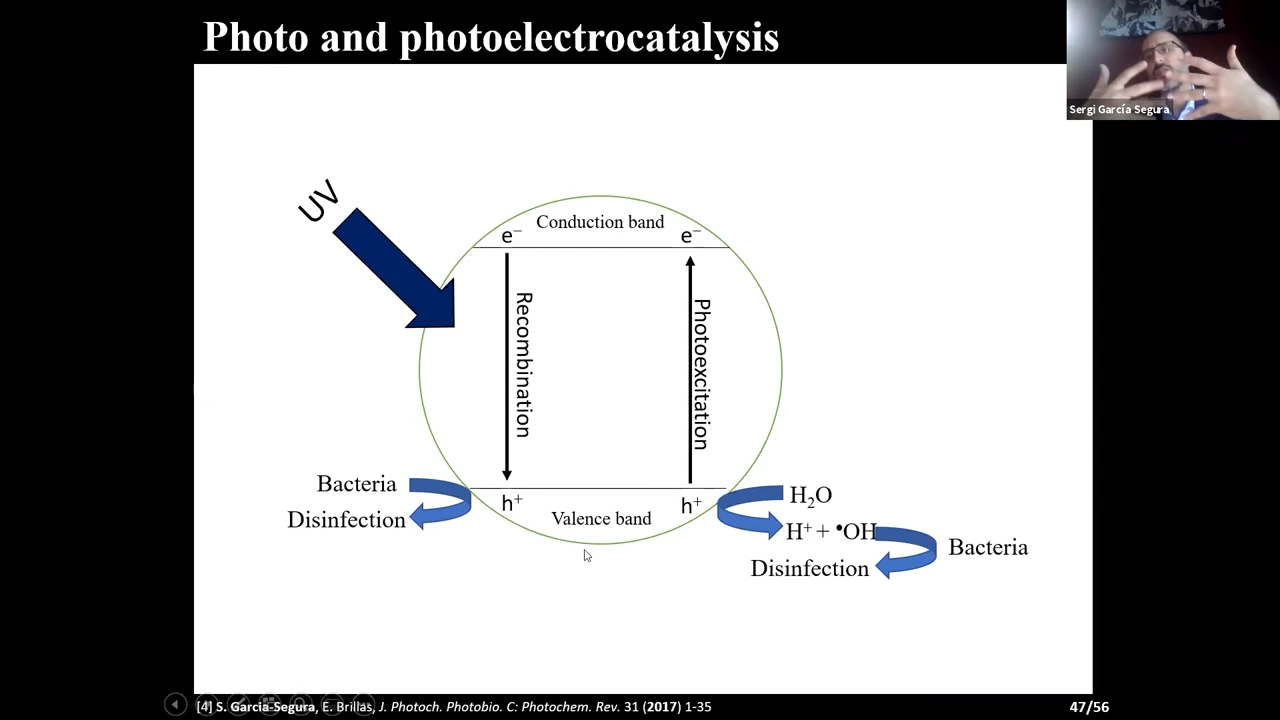 Photo and photoelectrocatalysis
Sergi García Segura
UV
Conduction band
e⁻
e⁻
Recombination
Photoexcitation
Bacteria
Disinfection
h⁺
Valence band
h⁺
H₂O
H⁺ + •OH
Bacteria
Disinfection
[4] S. Garcia-Segura, E. Brillas, J. Photoch. Photobio. C: Photochem. Rev. 31 (2017) 1-35
47/56